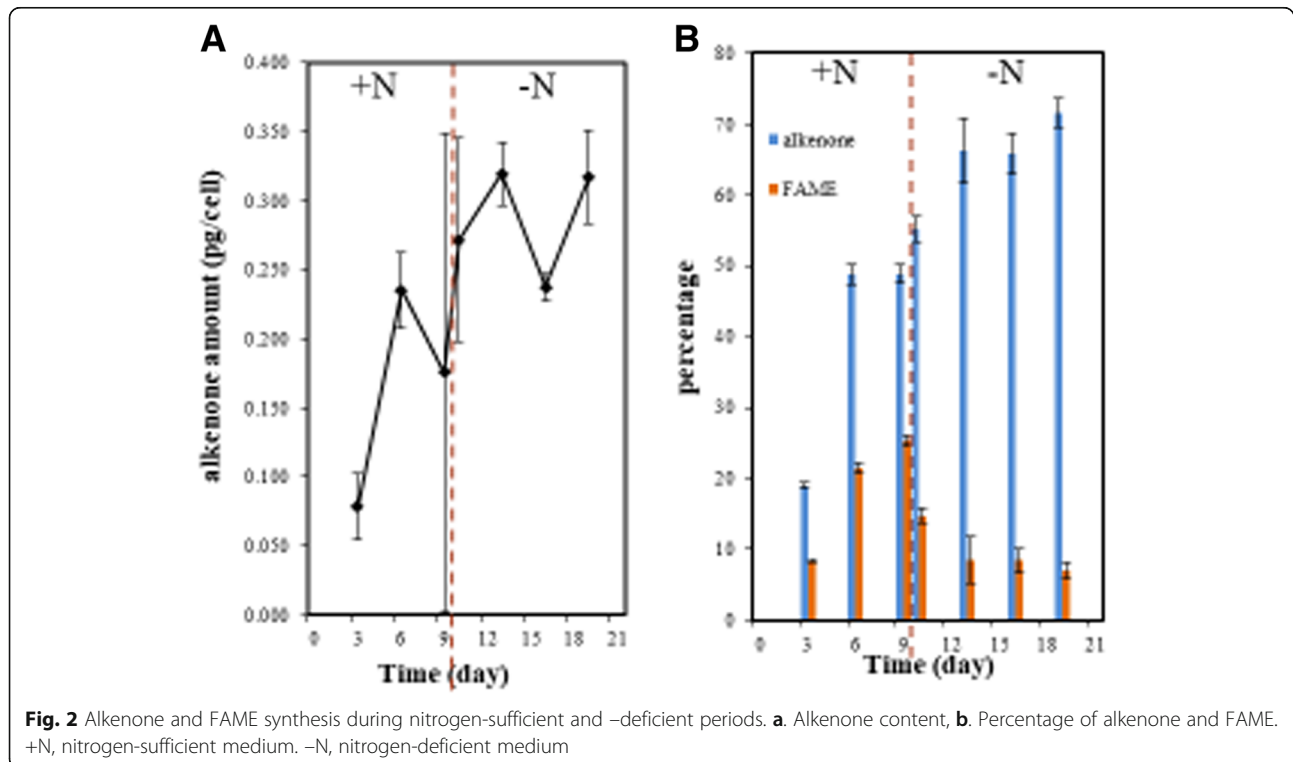 A
B
0.400
0.350
0.300
0.250
0.200
0.150
0.100
0.050
0.000
alkenone amount (pg/cell)
+N
-N
0 3 6 9 12 15 18 21
Time (day)
80
70
60
50
40
30
20
10
0
percentage
+N
-N
alkenone
FAME
0 3 6 9 12 15 18 21
Time (day)
Fig. 2 Alkenone and FAME synthesis during nitrogen-sufficient and –deficient periods. a. Alkenone content, b. Percentage of alkenone and FAME.
+N, nitrogen-sufficient medium. –N, nitrogen-deficient medium